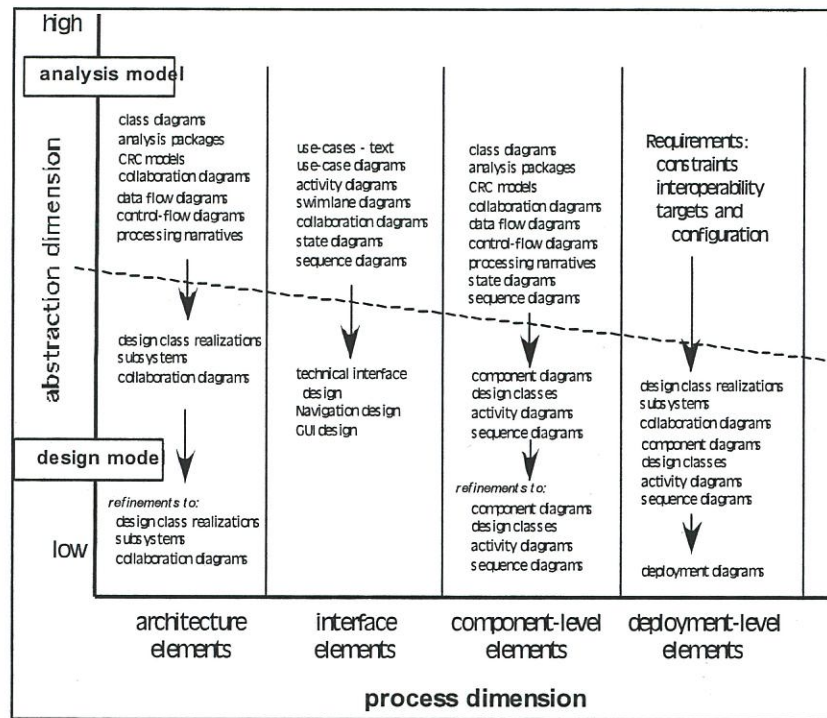 high
analysis model
class diagrams
analysis packages
CRC models
collaboration diagrams
data flow diagrams
control-flow diagrams
processing narratives
use-cases - text
use-case diagrams
activity diagrams
swimlane diagrams
collaboration diagrams
state diagrams
sequence diagrams
class diagrams
analysis packages
CRC models
collaboration diagrams
data flow diagrams
control-flow diagrams
processing narratives
state diagrams
sequence diagrams
Requirements:
constraints
interoperability
targets and
configuration
abstraction dimension
design class realizations
subsystems
collaboration diagrams
technical interface
design
Navigation design
GUI design
component diagrams
design classes
activity diagrams
sequence diagrams
design class realizations
subsystems
collaboration diagrams
component diagrams
design classes
activity diagrams
sequence diagrams
design model
refinements to:
design class realizations
subsystems
collaboration diagrams
refinements to:
component diagrams
design classes
activity diagrams
sequence diagrams
deployment diagrams
low
architecture
elements
interface
elements
component-level
elements
deployment-level
elements
process dimension